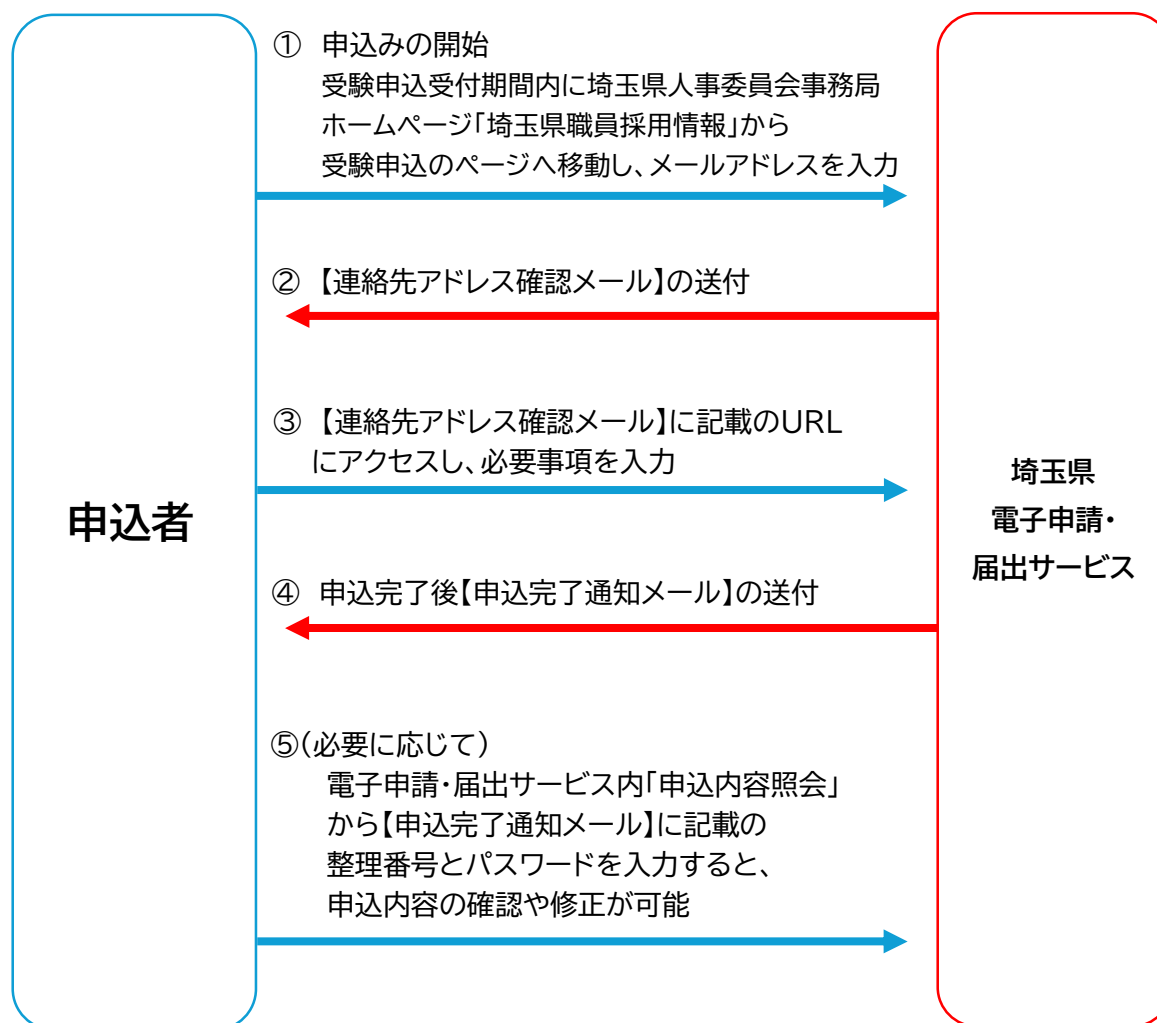 ① 申込みの開始
受験申込受付期間内に埼玉県人事委員会事務局
ホームページ「埼玉県職員採用情報」から
受験申込のページへ移動し、メールアドレスを入力
② 【連絡先アドレス確認メール】の送付
③ 【連絡先アドレス確認メール】に記載のURL
にアクセスし、必要事項を入力
申込者
埼玉県
電子申請・
届出サービス
④ 申込完了後【申込完了通知メール】の送付
⑤(必要に応じて)
電子申請・届出サービス内「申込内容照会」
から【申込完了通知メール】に記載の
整理番号とパスワードを入力すると、
申込内容の確認や修正が可能